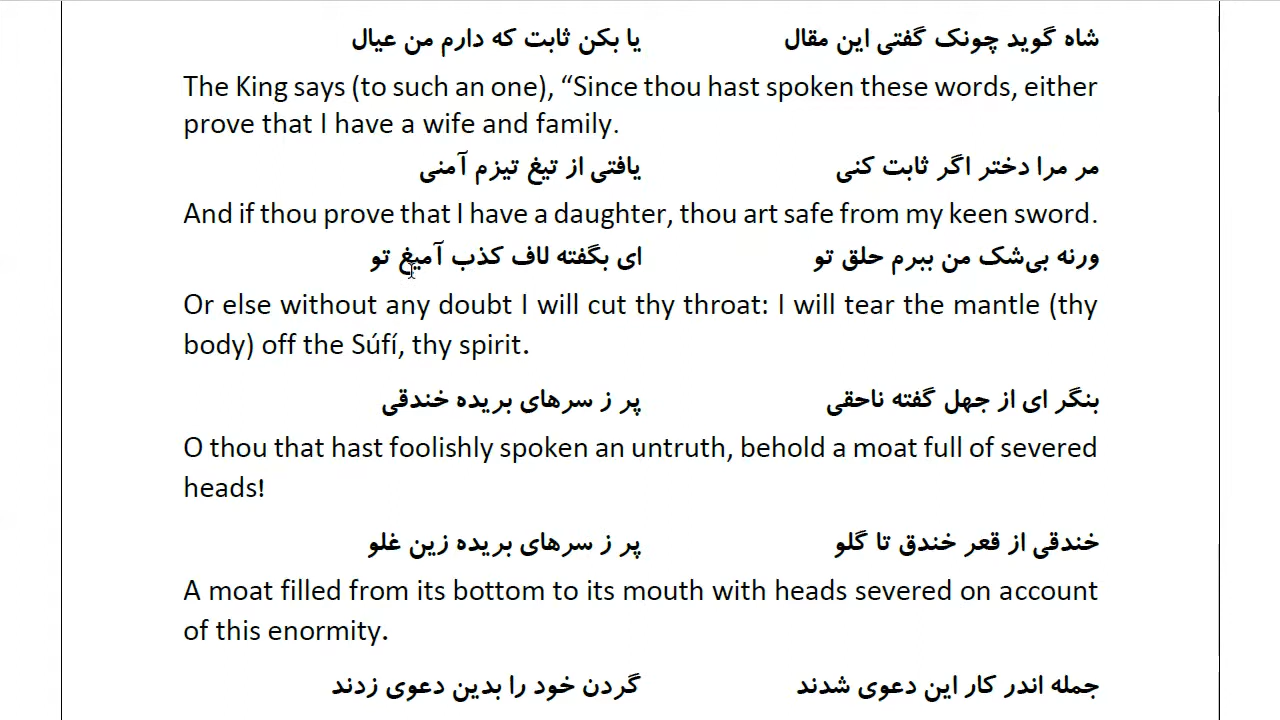 شاه گوید چونک گفتی این مقال یا بکن ثابت که دارم من عیال
The King says (to such an one), “Since thou hast spoken these words, either
prove that I have a wife and family.
مر مرا دختر اگر ثابت کنی یافتی از تیغ تیزم آمنی
And if thou prove that I have a daughter, thou art safe from my keen sword.
ورنه بی‌شک من ببرم حلق تو ای بگفته لاف کذب آمیغ تو
Or else without any doubt I will cut thy throat: I will tear the mantle (thy
body) off the Súfí, thy spirit.
بنگر ای از جهل گفته ناحقی پر ز سرهای بریده خندقی
O thou that hast foolishly spoken an untruth, behold a moat full of severed
heads!
خندقی از قعر خندق تا گلو پر ز سرهای بریده زین غلو
A moat filled from its bottom to its mouth with heads severed on account
of this enormity.
جمله اندر کار این دعوی شدند گردن خود را بدین دعوی زدند